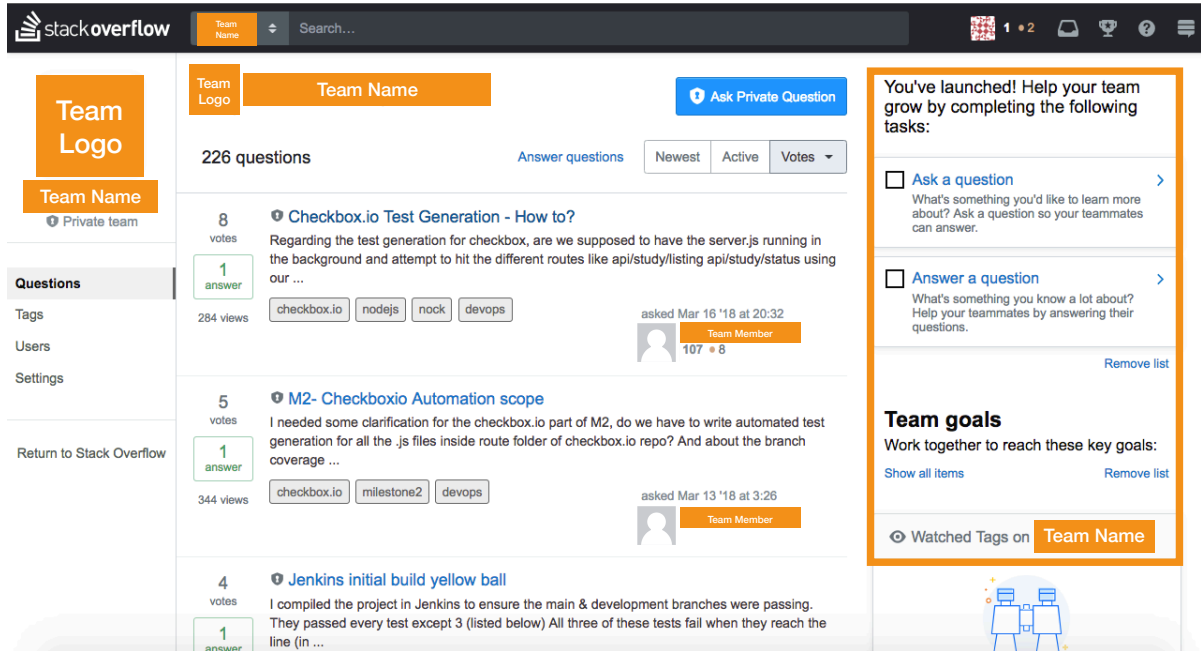 stackoverflow
Team
Name
Search...
1 • 2
Team
Logo
Team Name
Private team
Questions
Tags
Users
Settings
Return to Stack Overflow
Team
Logo
Team Name
Ask Private Question
226 questions
Answer questions
Newest
Active
Votes
8
votes
1
answer
284 views
Checkbox.io Test Generation - How to?
Regarding the test generation for checkbox, are we supposed to have the server.js running in
the background and attempt to hit the different routes like api/study/listing api/study/status using
our ...
checkbox.io
nodejs
nock
devops
asked Mar 16 '18 at 20:32
Team Member
107 • 8
5
votes
1
answer
344 views
M2- Checkboxio Automation scope
I needed some clarification for the checkbox.io part of M2, do we have to write automated test
generation for all the .js files inside route folder of checkbox.io repo? And about the branch
coverage ...
checkbox.io
milestone2
devops
asked Mar 13 '18 at 3:26
Team Member
4
votes
1
answer
Jenkins initial build yellow ball
I compiled the project in Jenkins to ensure the main & development branches were passing.
They passed every test except 3 (listed below) All three of these tests fail when they reach the
line (in ...
You've launched! Help your team
grow by completing the following
tasks:
Ask a question
What's something you'd like to learn more
about? Ask a question so your teammates
can answer.
Answer a question
What's something you know a lot about?
Help your teammates by answering their
questions.
Remove list
Team goals
Work together to reach these key goals:
Show all items
Remove list
Watched Tags on Team Name